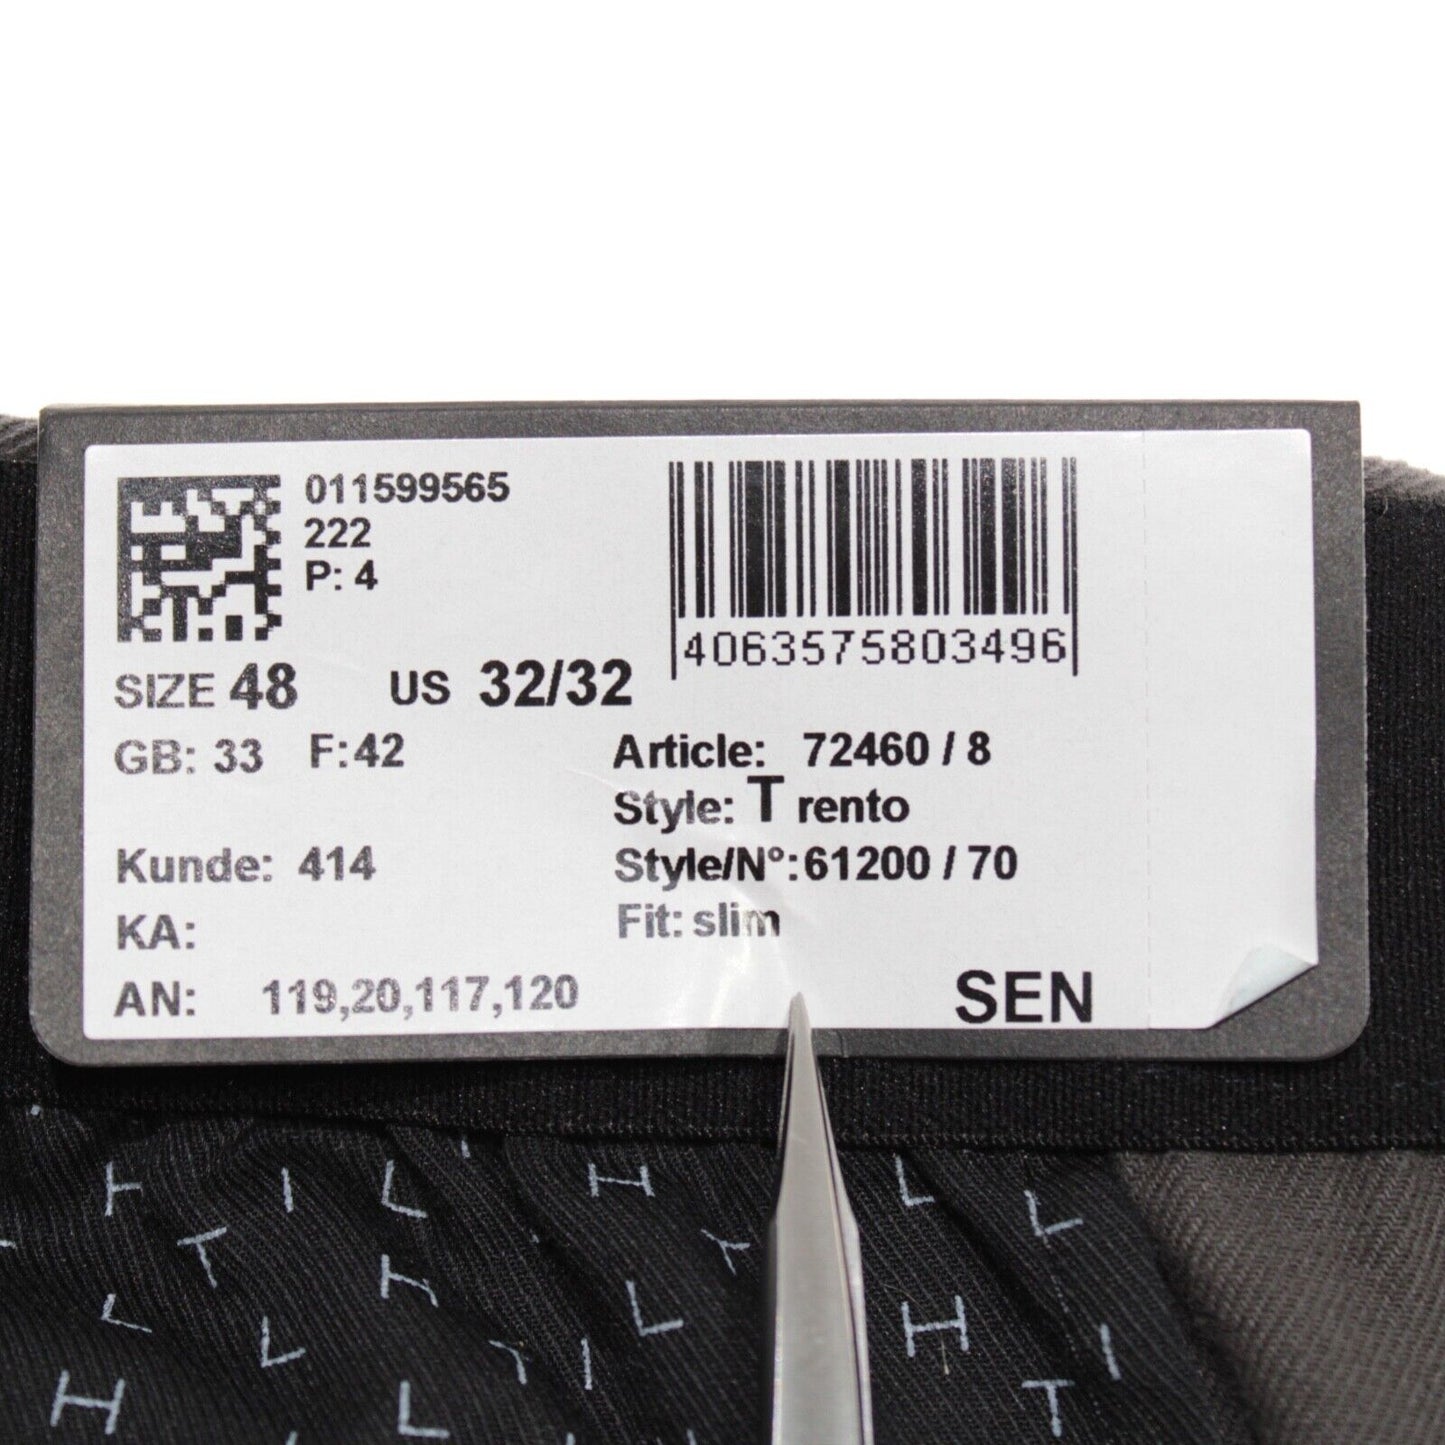 011599565
222
P: 4
4063575803496
SIZE 48 US 32/32
GB: 33 F:42
Article: 72460 / 8
Style: T rento
Kunde: 414
Style/N°:61200 / 70
KA:
Fit: slim
AN: 119,20,117,120
SEN
H I L H L L
T Y
L H L H I
L Y I T
H L